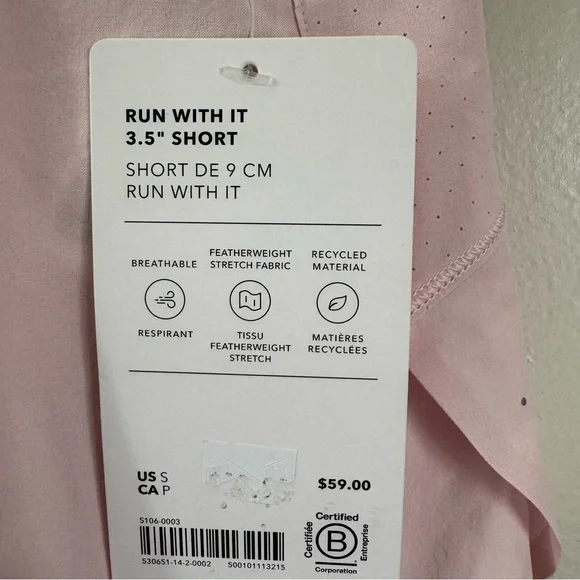 RUN WITH IT
3.5" SHORT
SHORT DE 9 CM
RUN WITH IT
BREATHABLE
RESPIRANT
FEATHERWEIGHT
STRETCH FABRIC
TISSU
FEATHERWEIGHT
STRETCH
RECYCLED
MATERIAL
MATIÈRES
RECYCLÉES
US S
CA P
$59.00
5106-0003
530651-14-2-0002 500101113215
Certified
Certifiée
B
Entreprise
Corporation